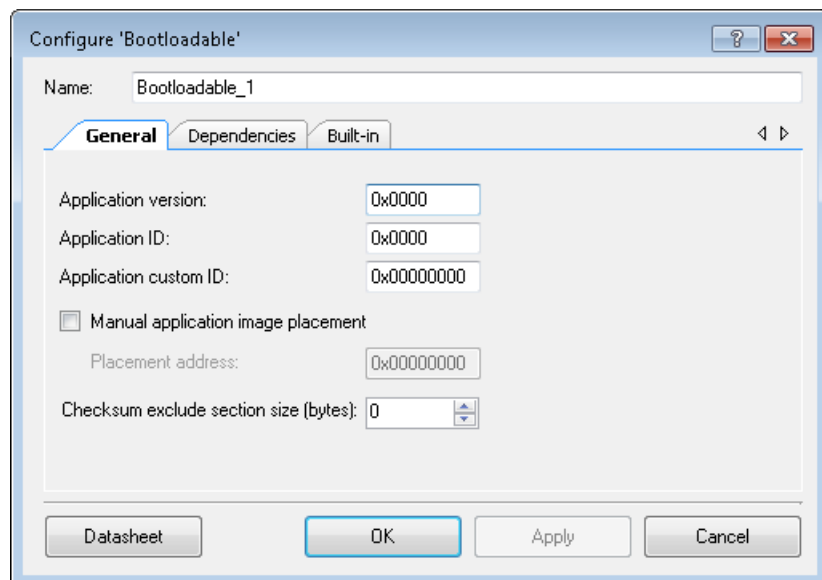 Configure 'Bootloadable'
Name: Bootloadable_1
General Dependencies Built-in
Application version: 0x0000
Application ID: 0x0000
Application custom ID: 0x00000000
Manual application image placement
Placement address: 0x00000000
Checksum exclude section size (bytes): 0
Datasheet OK Apply Cancel